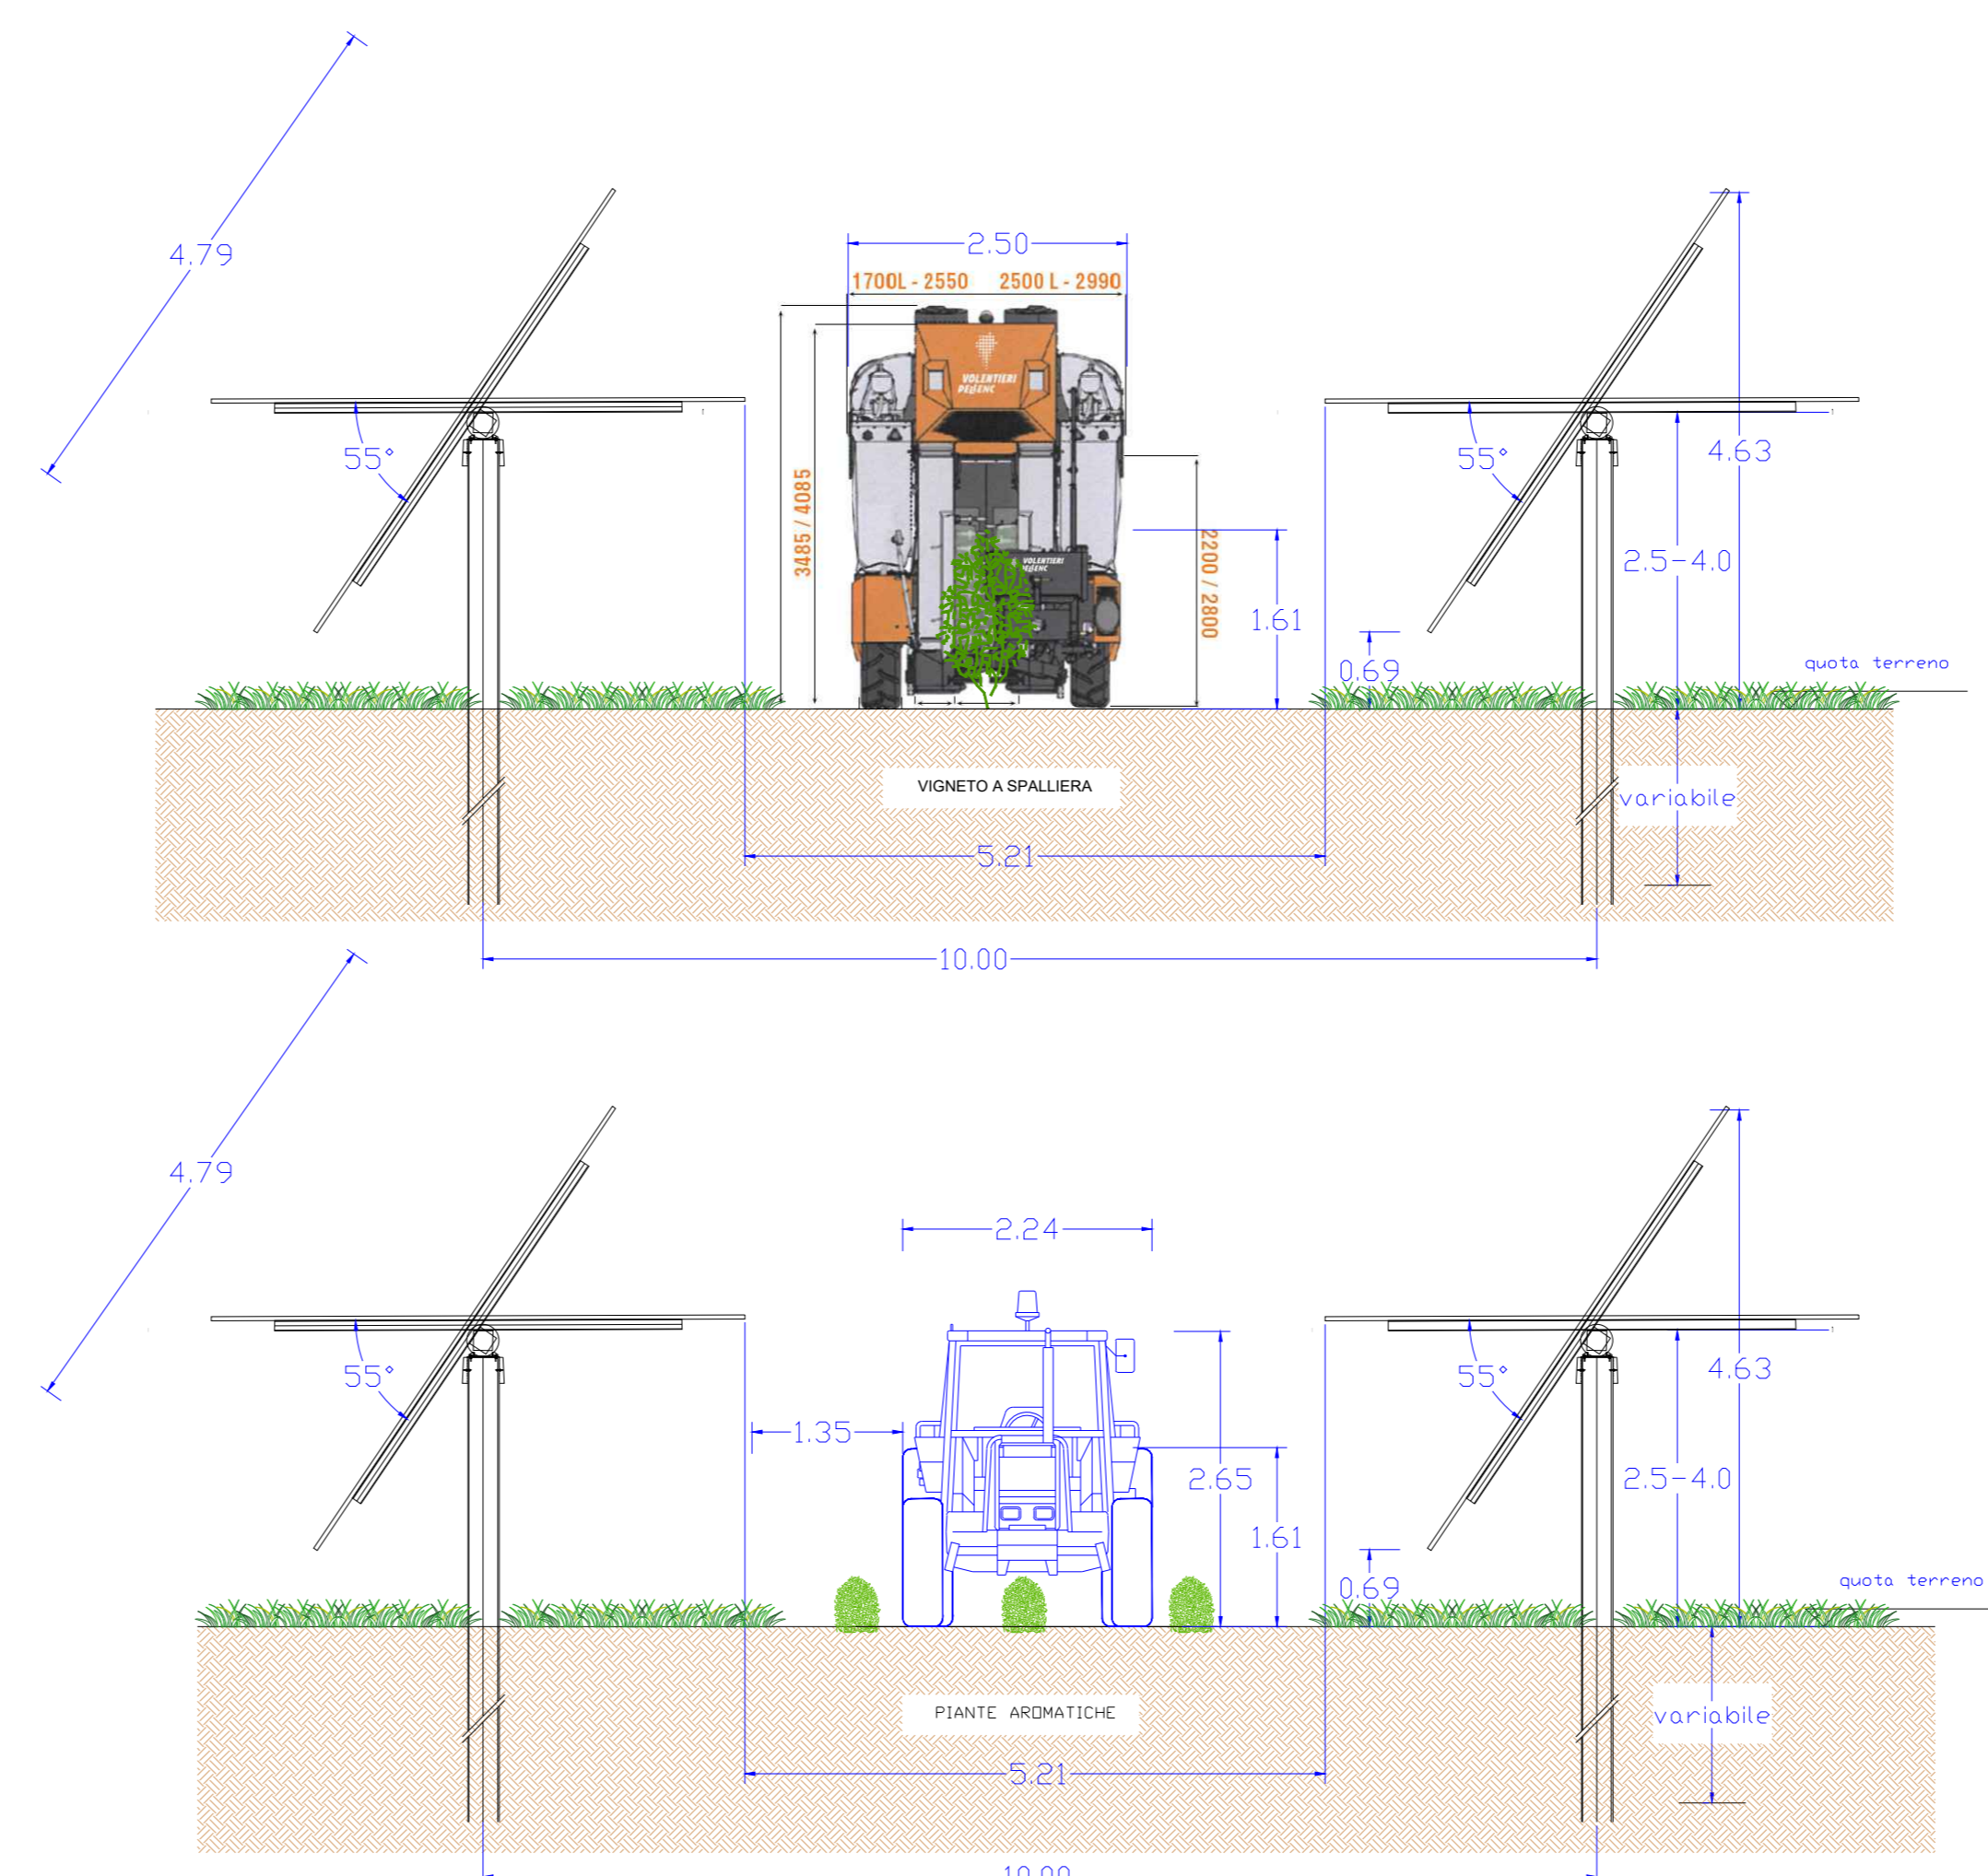 4.79
2.50
1700L - 2550 2500 L - 2990
VOLENTIERI
PELLENC
55°
55°
4.63
3485 / 4085
2200 / 2800
VOLENTIERI
PELLENC
2.5-4.0
1.61
0.69
quota terreno
VIGNETO A SPALLIERA
variabile
5.21
10.00
4.79
2.24
55°
55°
4.63
1.35
2.65
2.5-4.0
1.61
0.69
quota terreno
PIANTE AROMATICHE
variabile
5.21
10.00